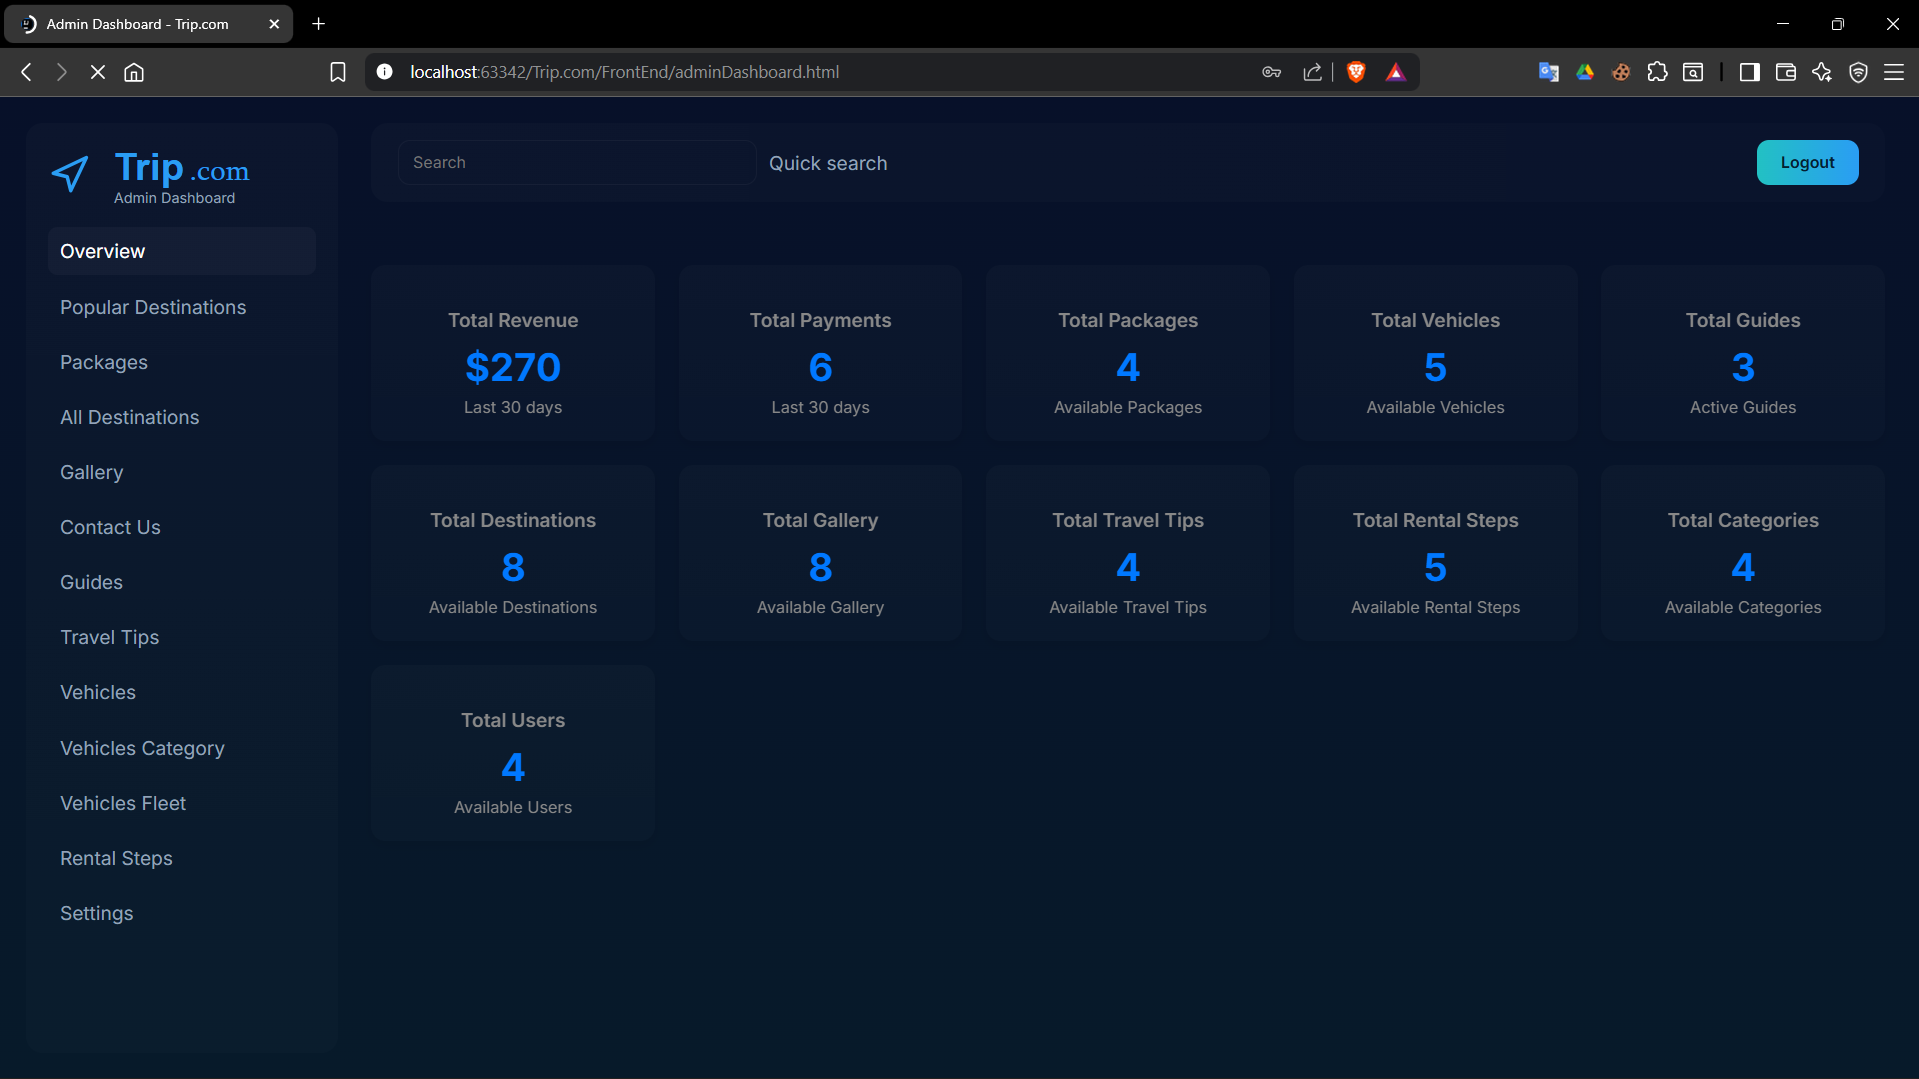 Admin Dashboard - Trip.com
localhost:63342/Trip.com/FrontEnd/adminDashboard.html
Trip .com
Admin Dashboard
Overview
Popular Destinations
Packages
All Destinations
Gallery
Contact Us
Guides
Travel Tips
Vehicles
Vehicles Category
Vehicles Fleet
Rental Steps
Settings
Search
Quick search
Logout
Total Revenue
$270
Last 30 days
Total Payments
6
Last 30 days
Total Packages
4
Available Packages
Total Vehicles
5
Available Vehicles
Total Guides
3
Active Guides
Total Destinations
8
Available Destinations
Total Gallery
8
Available Gallery
Total Travel Tips
4
Available Travel Tips
Total Rental Steps
5
Available Rental Steps
Total Categories
4
Available Categories
Total Users
4
Available Users